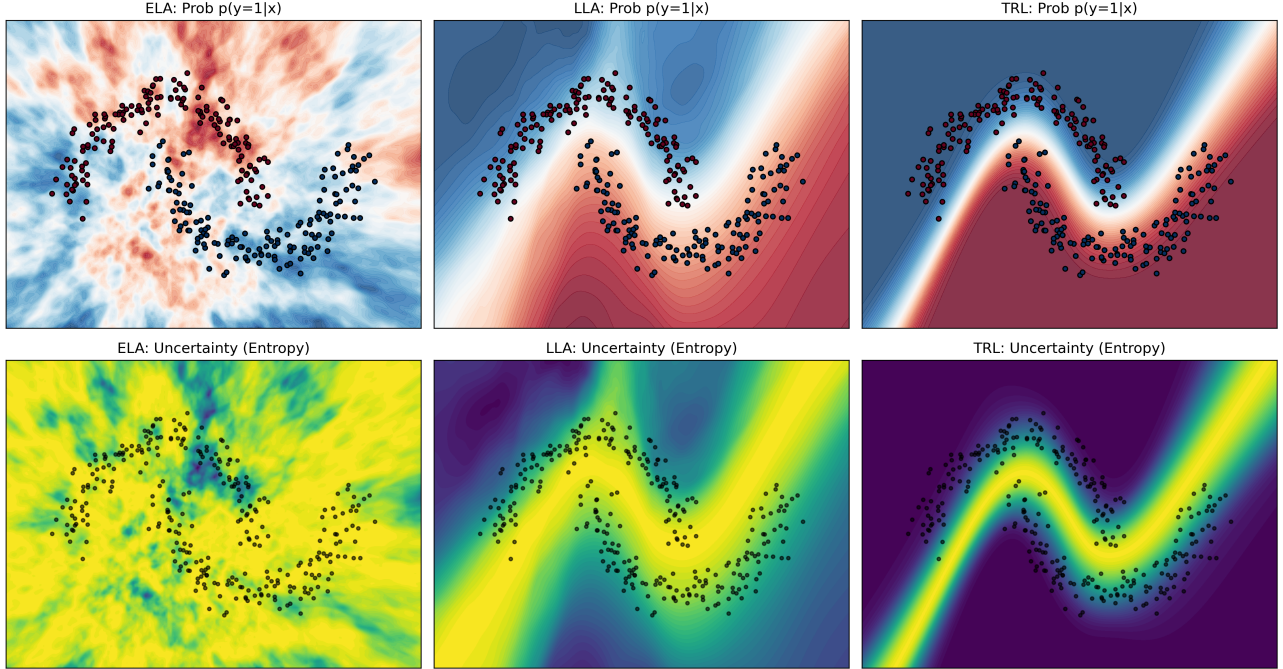 ELA: Prob p(y=1|x)
LLA: Prob p(y=1|x)
TRL: Prob p(y=1|x)
ELA: Uncertainty (Entropy)
LLA: Uncertainty (Entropy)
TRL: Uncertainty (Entropy)